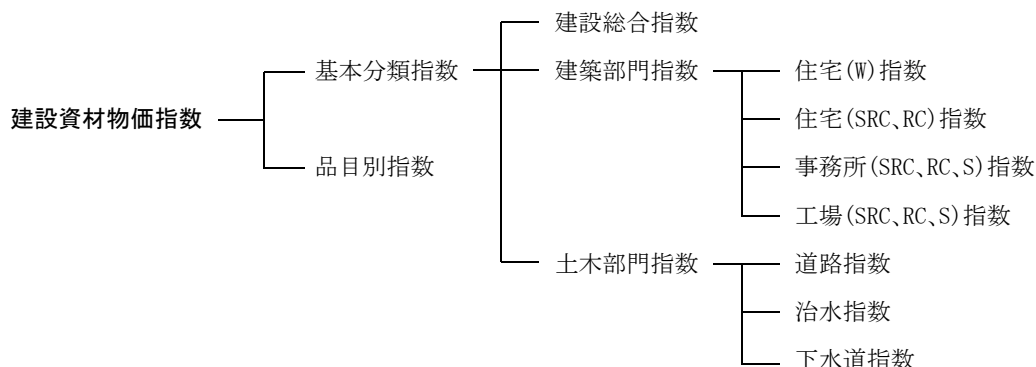 建設総合指数
基本分類指数
建築部門指数
住宅(W)指数
建設資材物価指数
住宅(SRC、RC)指数
品目別指数
事務所(SRC、RC、S)指数
工場(SRC、RC、S)指数
土木部門指数
道路指数
治水指数
下水道指数